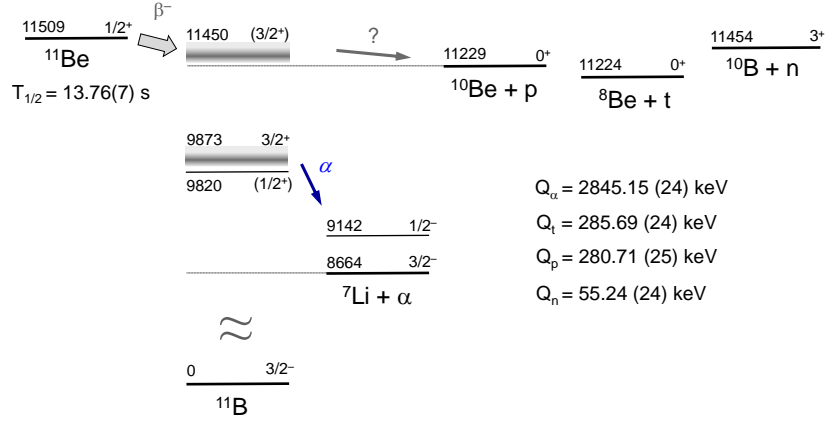 β⁻
11509 1/2⁺
¹¹Be
T₁/₂ = 13.76(7) s
11450 (3/2⁺)
?
11229 0⁺
¹⁰Be + p
11224 0⁺
⁸Be + t
11454 3⁺
¹⁰B + n
9873 3/2⁺
9820 (1/2⁺)
α
9142 1/2⁻
8664 3/2⁻
⁷Li + α
Qα = 2845.15 (24) keV
Qₜ = 285.69 (24) keV
Qₚ = 280.71 (25) keV
Qₙ = 55.24 (24) keV
≈
0 3/2⁻
¹¹B